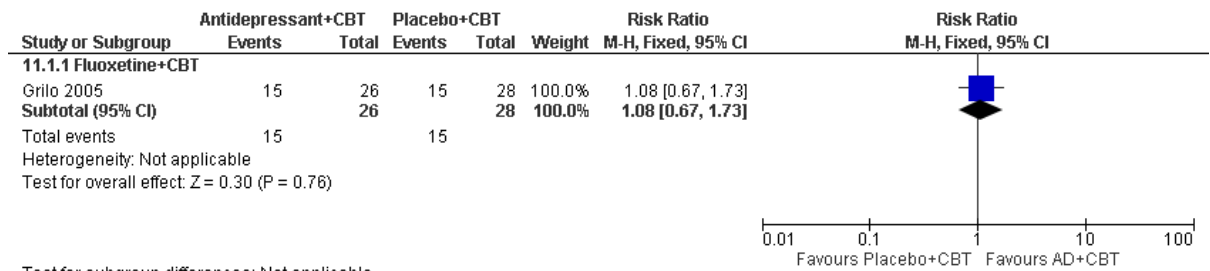 Antidepressant+CBT Placebo+CBT Risk Ratio Risk Ratio
Study or Subgroup Events Total Events Total Weight M-H, Fixed, 95% CI M-H, Fixed, 95% CI
11.1.1 Fluoxetine+CBT
Grilo 2005 15 26 15 28 100.0% 1.08 [0.67, 1.73]
Subtotal (95% CI) 26 28 100.0% 1.08 [0.67, 1.73]
Total events 15 15
Heterogeneity: Not applicable
Test for overall effect: Z = 0.30 (P = 0.76)
0.01 0.1 1 10 100
Favours Placebo+CBT Favours AD+CBT
Test for subgroup differences: Not applicable